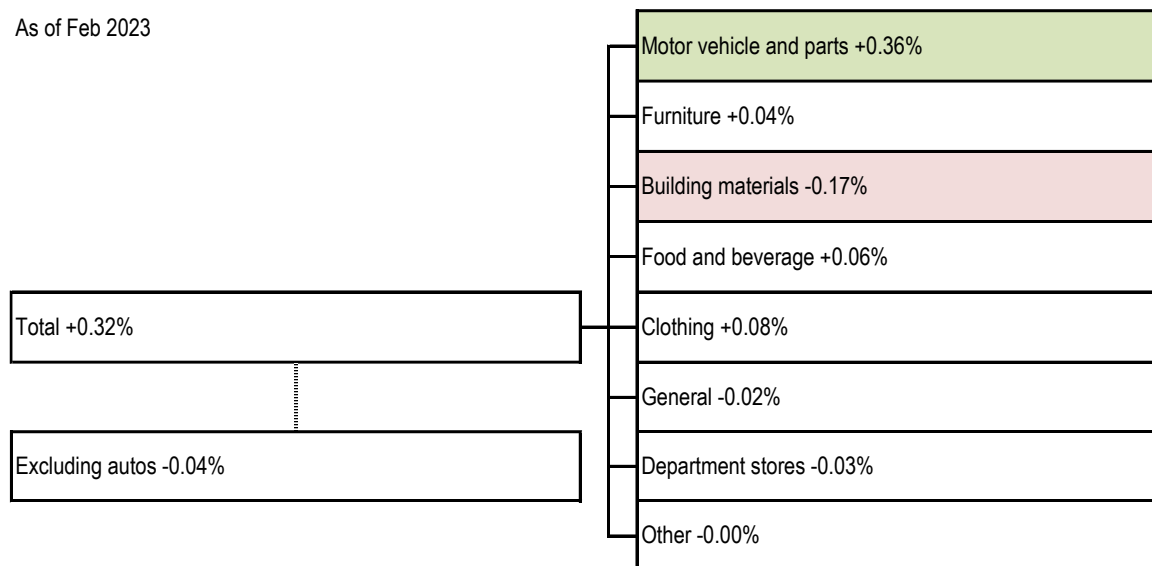 As of Feb 2023
Motor vehicle and parts +0.36%
Furniture +0.04%
Building materials -0.17%
Food and beverage +0.06%
Total +0.32%
Clothing +0.08%
General -0.02%
Excluding autos -0.04%
Department stores -0.03%
Other -0.00%